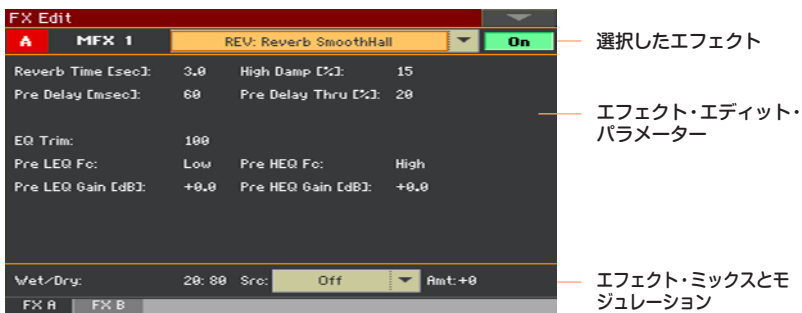 FX Edit
A MFX 1 REV: Reverb SmoothHall On
選択したエフェクト
Reverb Time [sec]: 3.0 High Damp [%]: 15
Pre Delay [msec]: 60 Pre Delay Thru [%]: 20
エフェクト・エディット・
パラメーター
EQ Trim: 100
Pre LEQ Fc: Low Pre HEQ Fc: High
Pre LEQ Gain [dB]: +0.0 Pre HEQ Gain [dB]: +0.0
Wet/Dry: 20:80 Src: Off Amt:+0
エフェクト・ミックスとモ
ジュレーション
FX A FX B